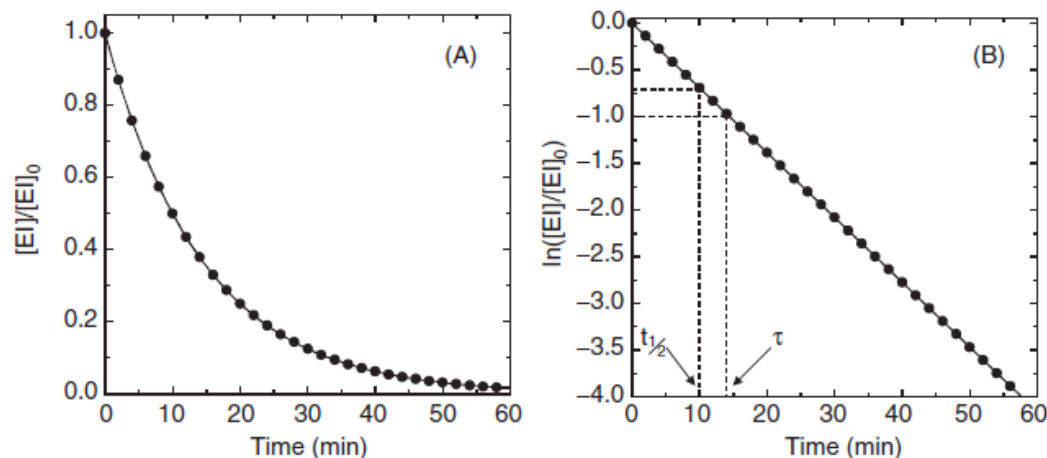 (A)
[EI]/[EI]₀
1.0
0.8
0.6
0.4
0.2
0.0
0 10 20 30 40 50 60
Time (min)
(B)
ln([EI]/[EI]₀)
0.0
−0.5
−1.0
−1.5
−2.0
−2.5
−3.0
−3.5
−4.0
t½
τ
0 10 20 30 40 50 60
Time (min)